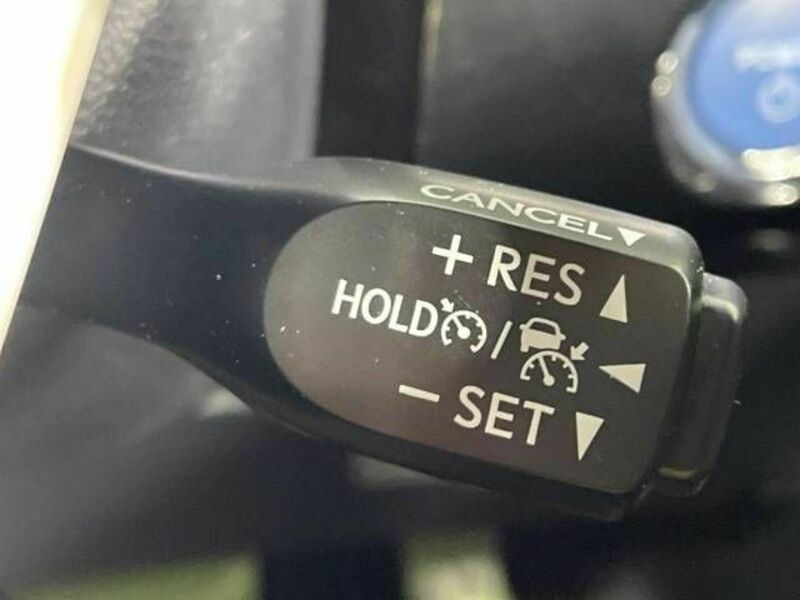 CANCEL▼
+ RES ▲
HOLD / ◀
− SET ▼